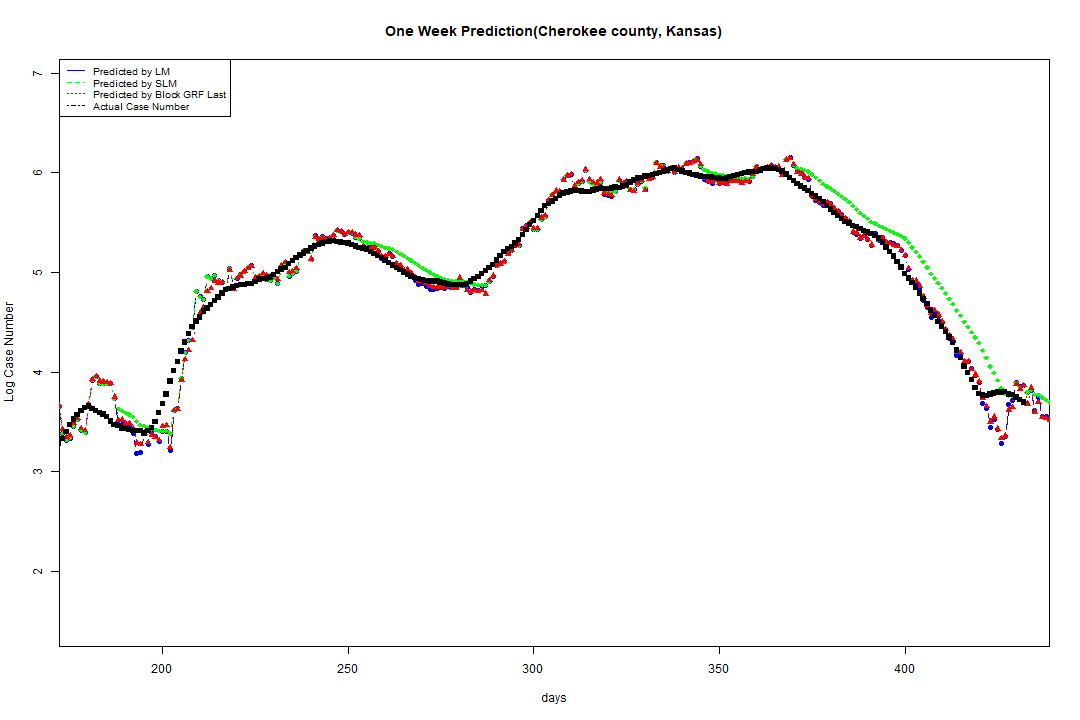 One Week Prediction(Cherokee county, Kansas)
Predicted by LM
Predicted by SLM
Predicted by Block GRF Last
Actual Case Number
7
6
5
4
3
2
Log Case Number
200 250 300 350 400
days